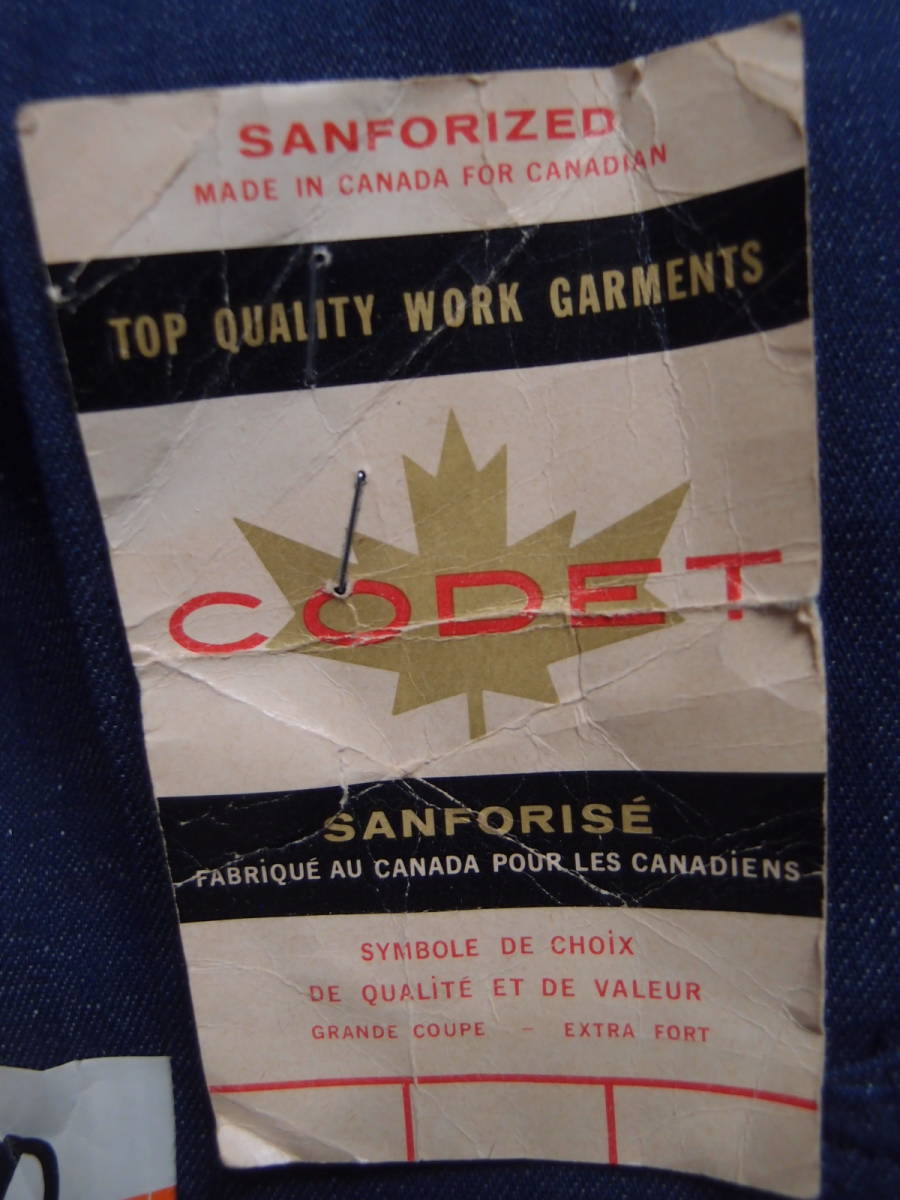 SANFORIZED
MADE IN CANADA FOR CANADIAN
TOP QUALITY WORK GARMENTS
CODET
SANFORISÉ
FABRIQUÉ AU CANADA POUR LES CANADIENS
SYMBOLE DE CHOIX
DE QUALITÉ ET DE VALEUR
GRANDE COUPE – EXTRA FORT